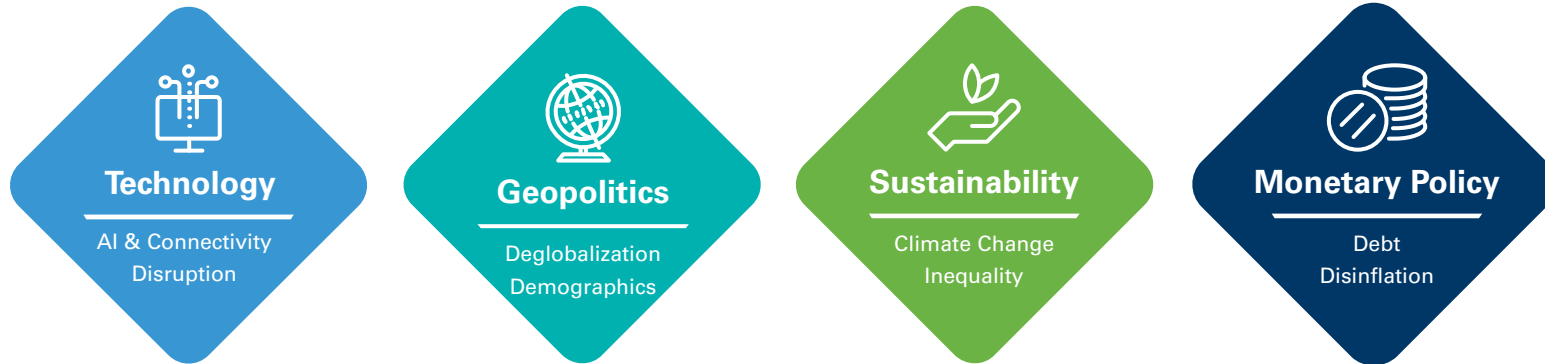 Technology
AI & Connectivity
Disruption
Geopolitics
Deglobalization
Demographics
Sustainability
Climate Change
Inequality
Monetary Policy
Debt
Disinflation